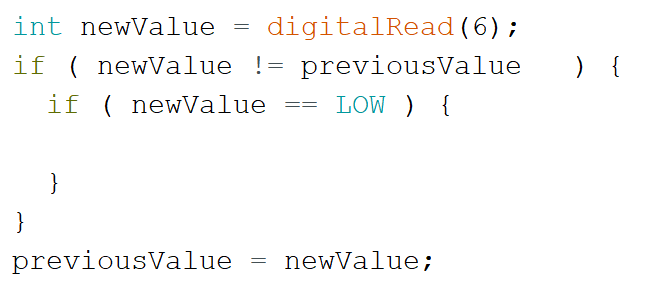 int newValue = digitalRead(6);
if ( newValue != previousValue   ) {
  if ( newValue == LOW ) {

  }
}
previousValue = newValue;